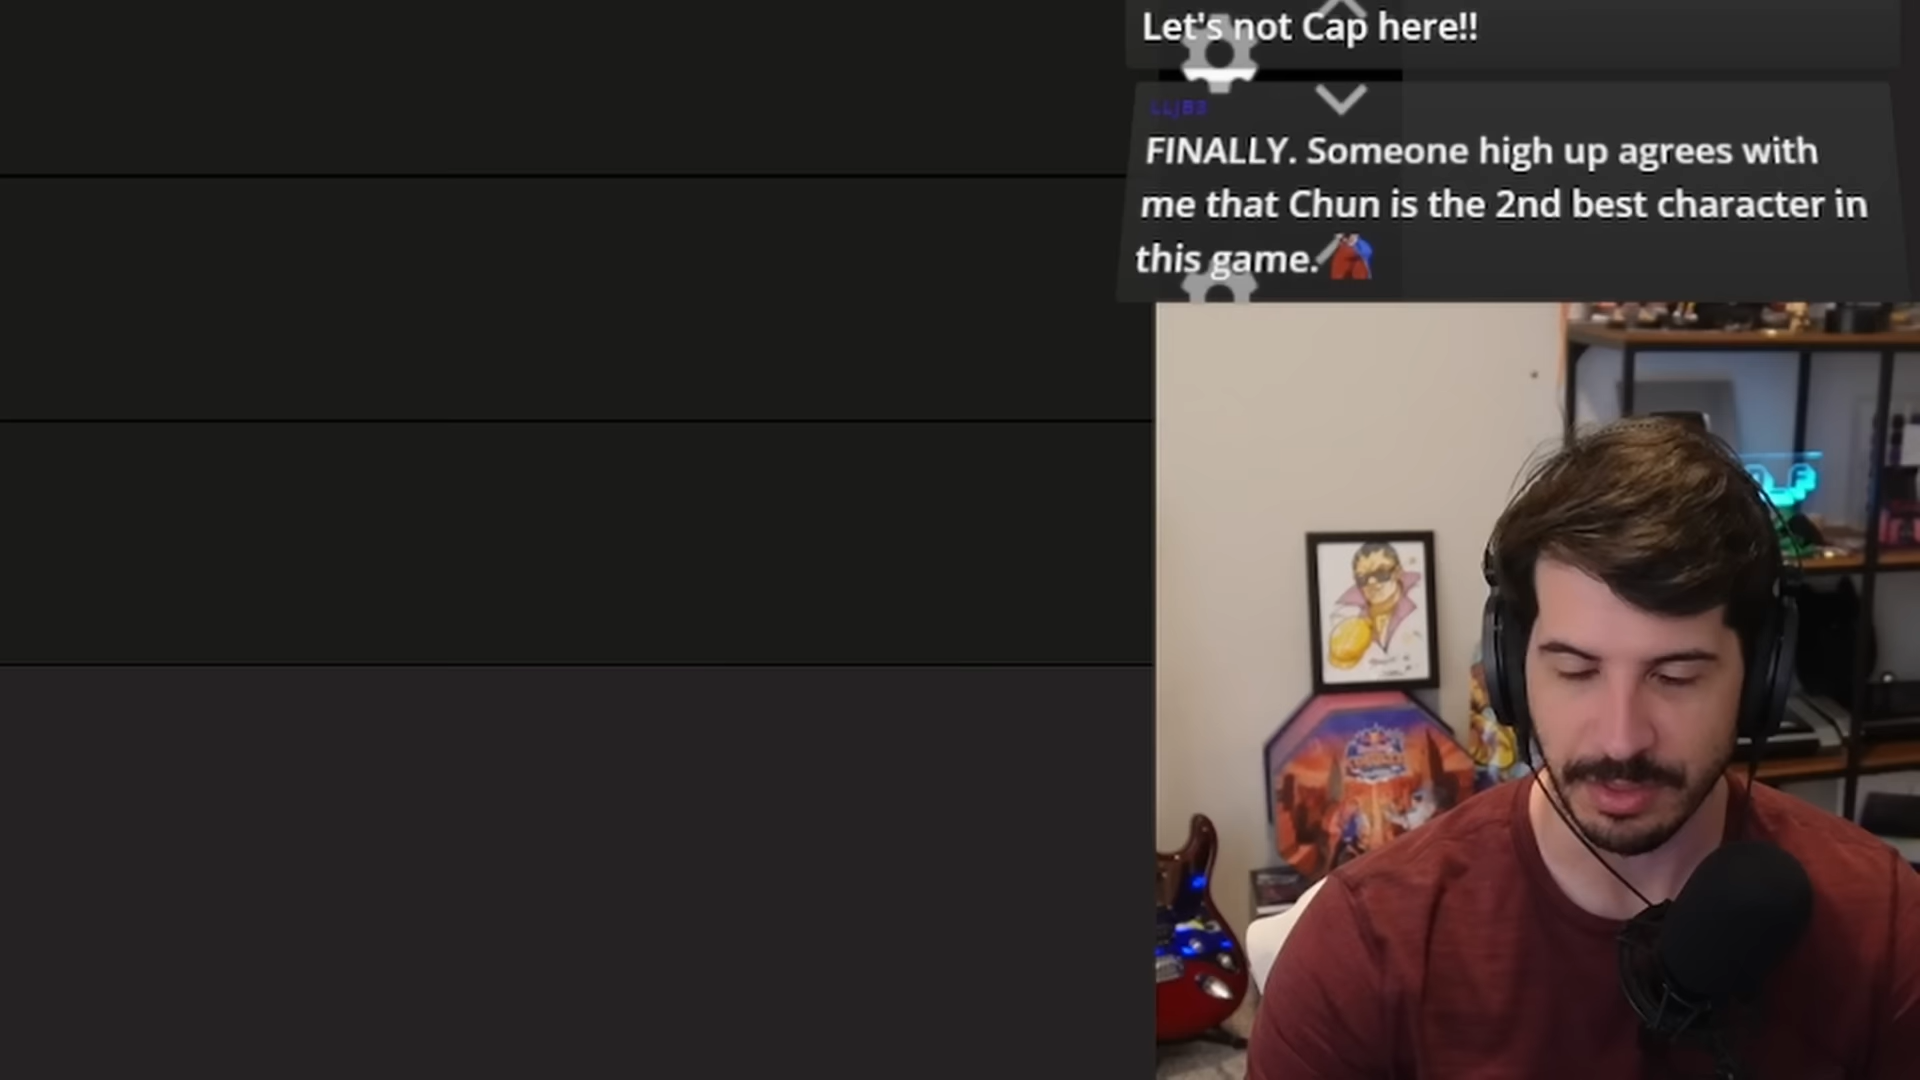 Let's not Cap here!!
LLJB3
FINALLY. Someone high up agrees with
me that Chun is the 2nd best character in
this game.